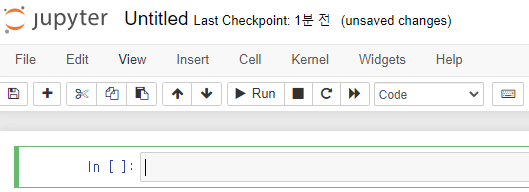 jupyter Untitled Last Checkpoint: 1분 전 (unsaved changes)
File Edit View Insert Cell Kernel Widgets Help
Run Code
In [ ]: